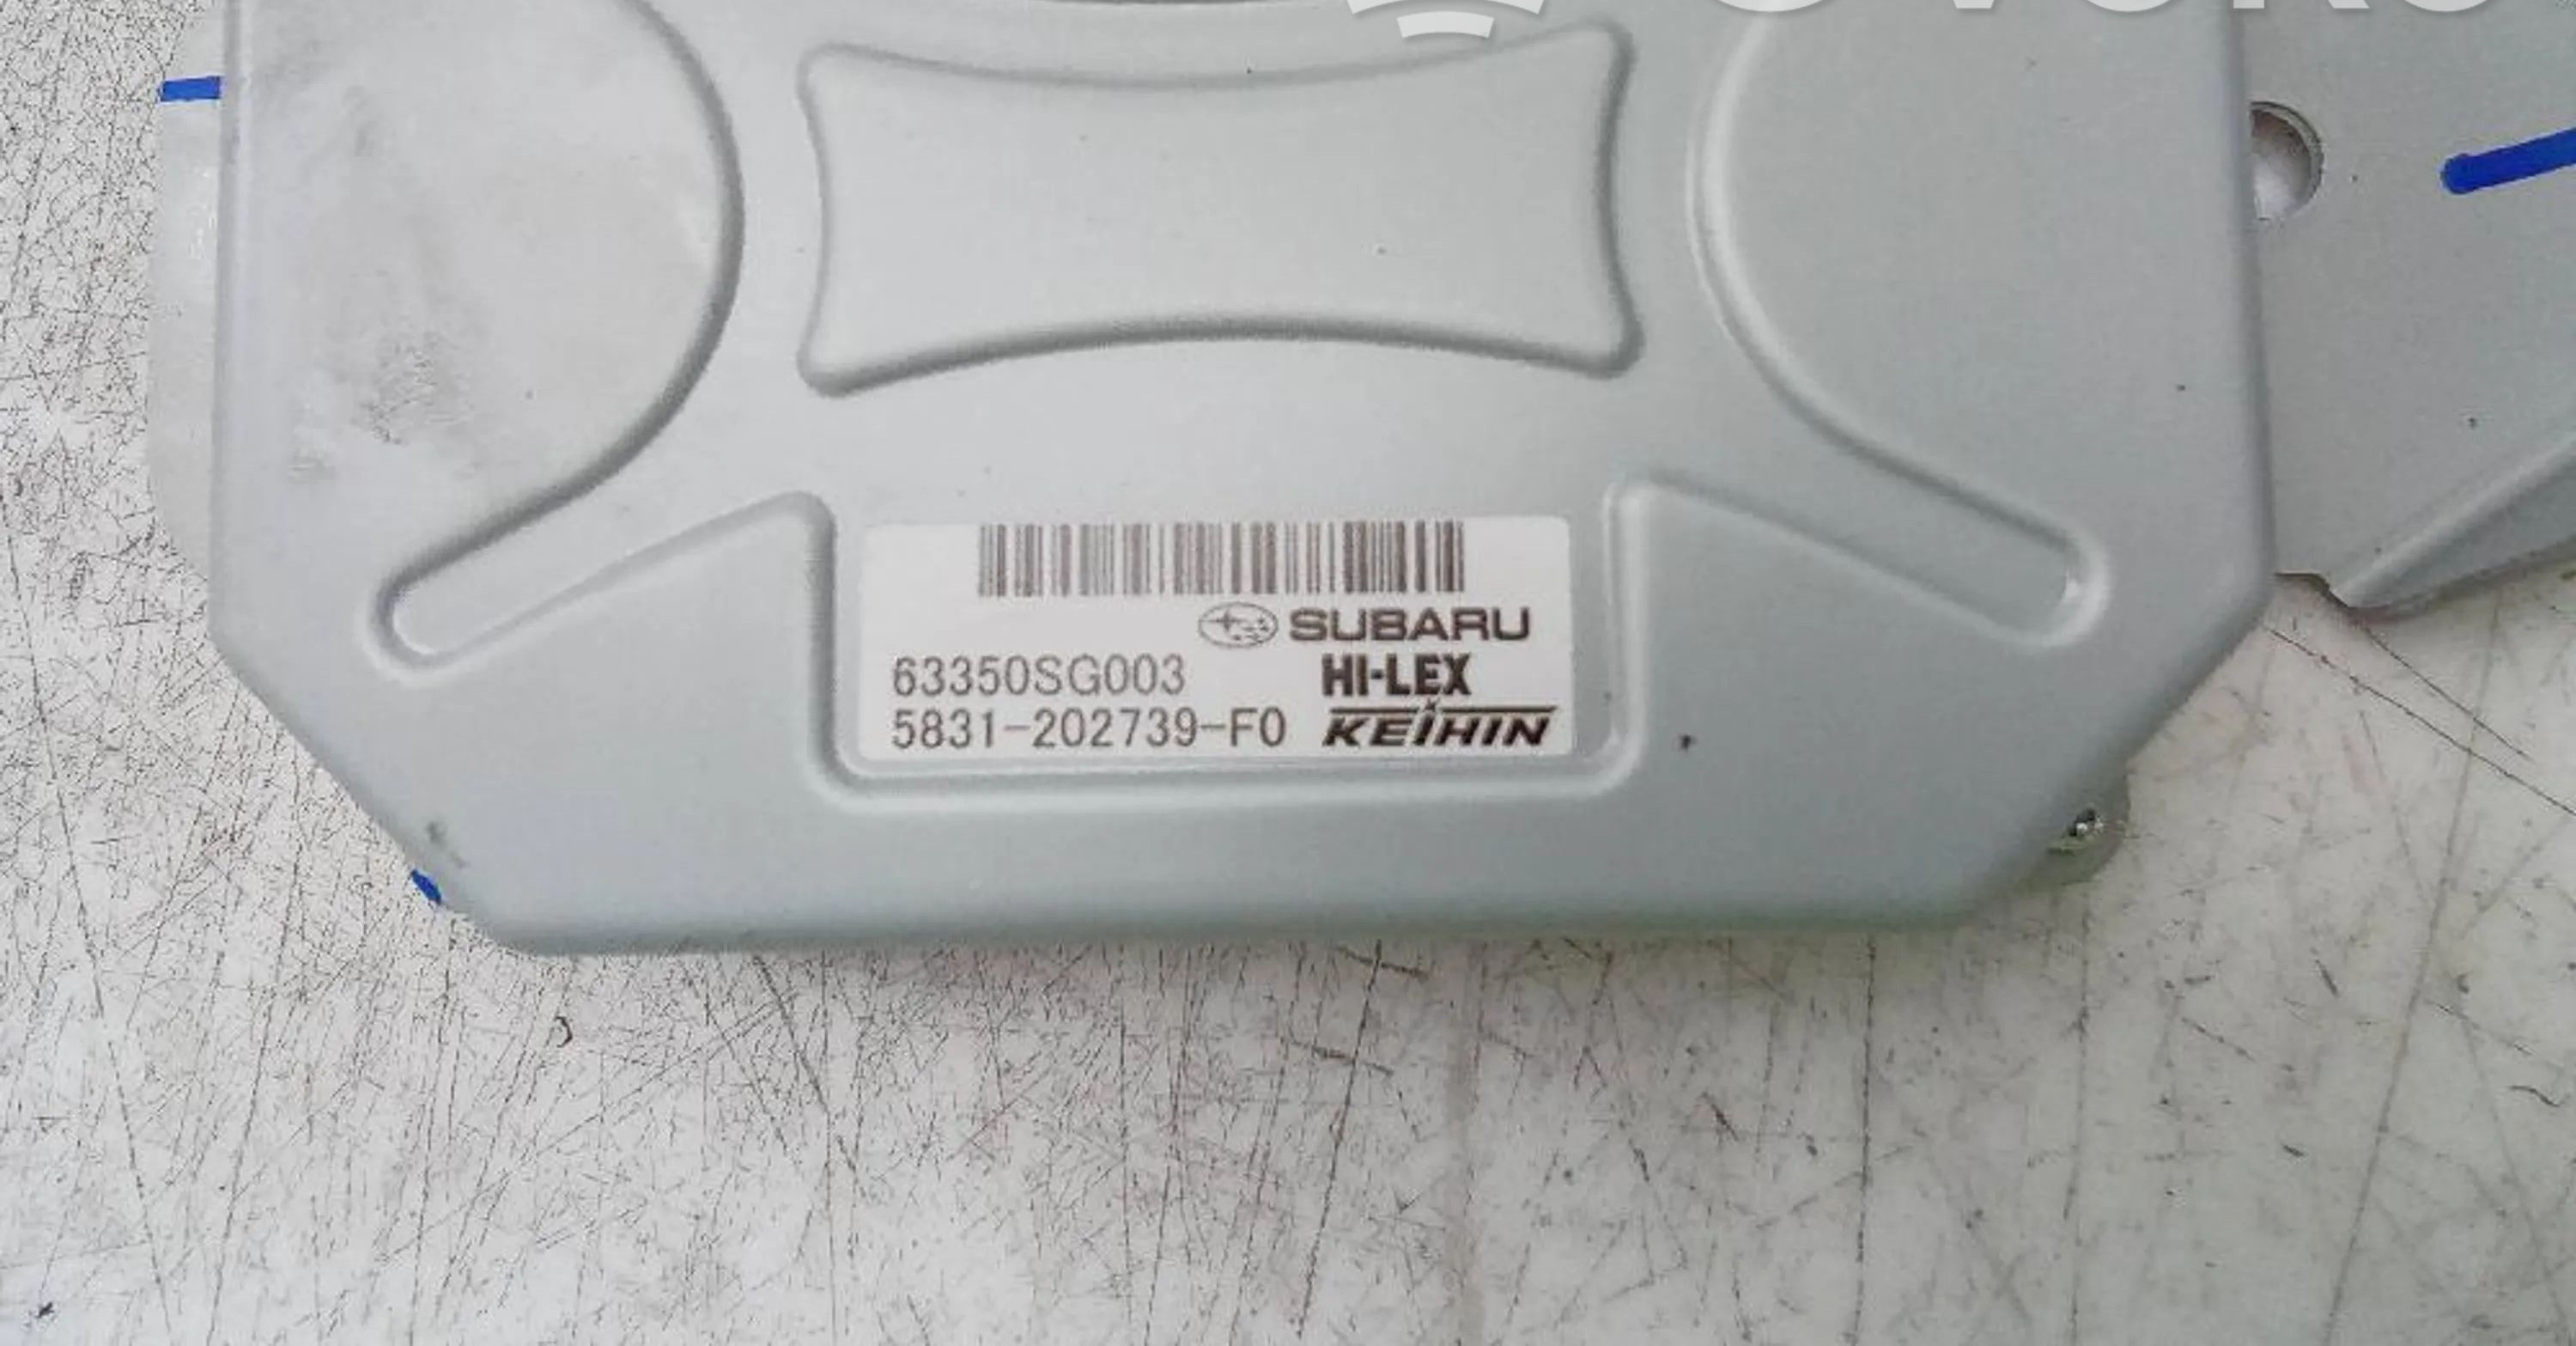 SUBARU
63350SG003 HI-LEX
5831-202739-F0 KEIHIN